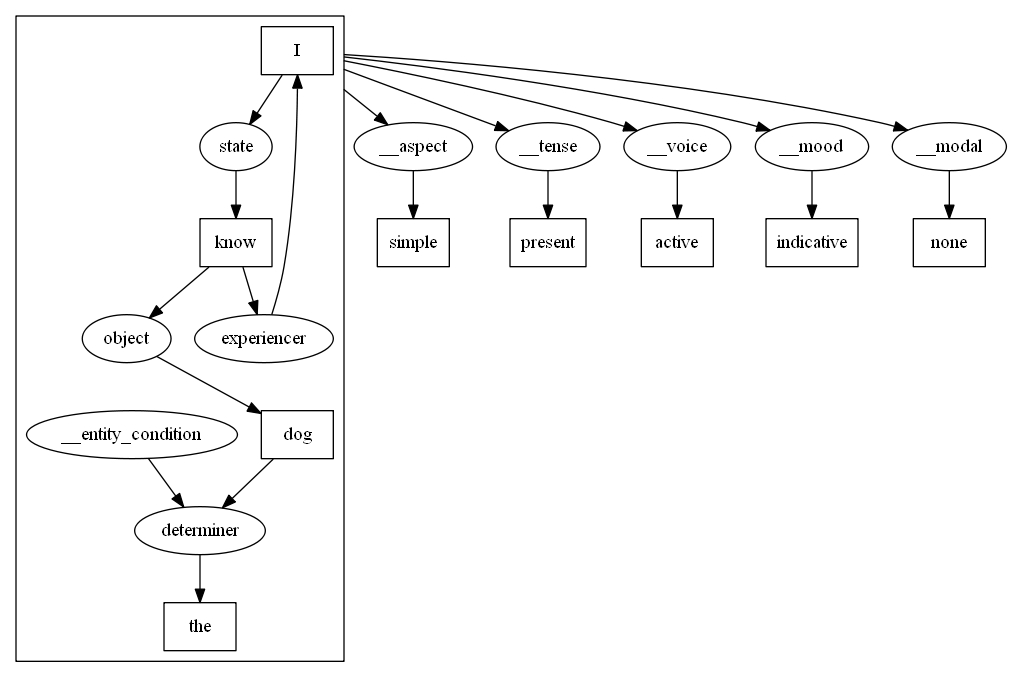 I
state
__aspect
__tense
__voice
__mood
__modal
know
simple
present
active
indicative
none
object
experiencer
__entity_condition
dog
determiner
the